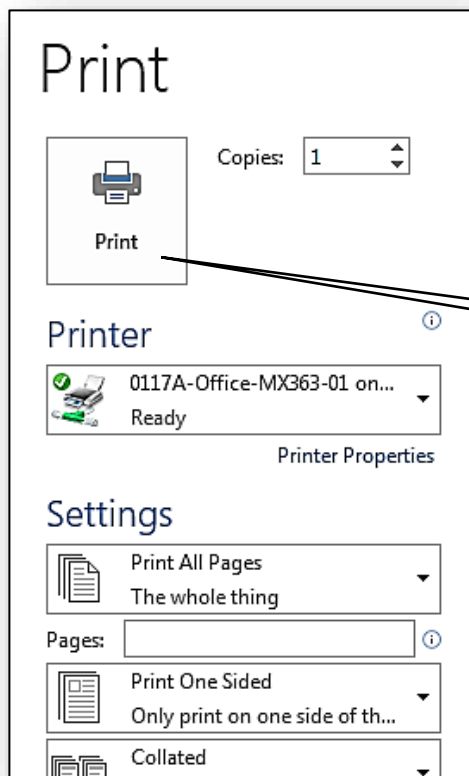 Print
Copies: 1
Print
Printer
0117A-Office-MX363-01 on...
Ready
Printer Properties
Settings
Print All Pages
The whole thing
Pages:
Print One Sided
Only print on one side of th...
Collated